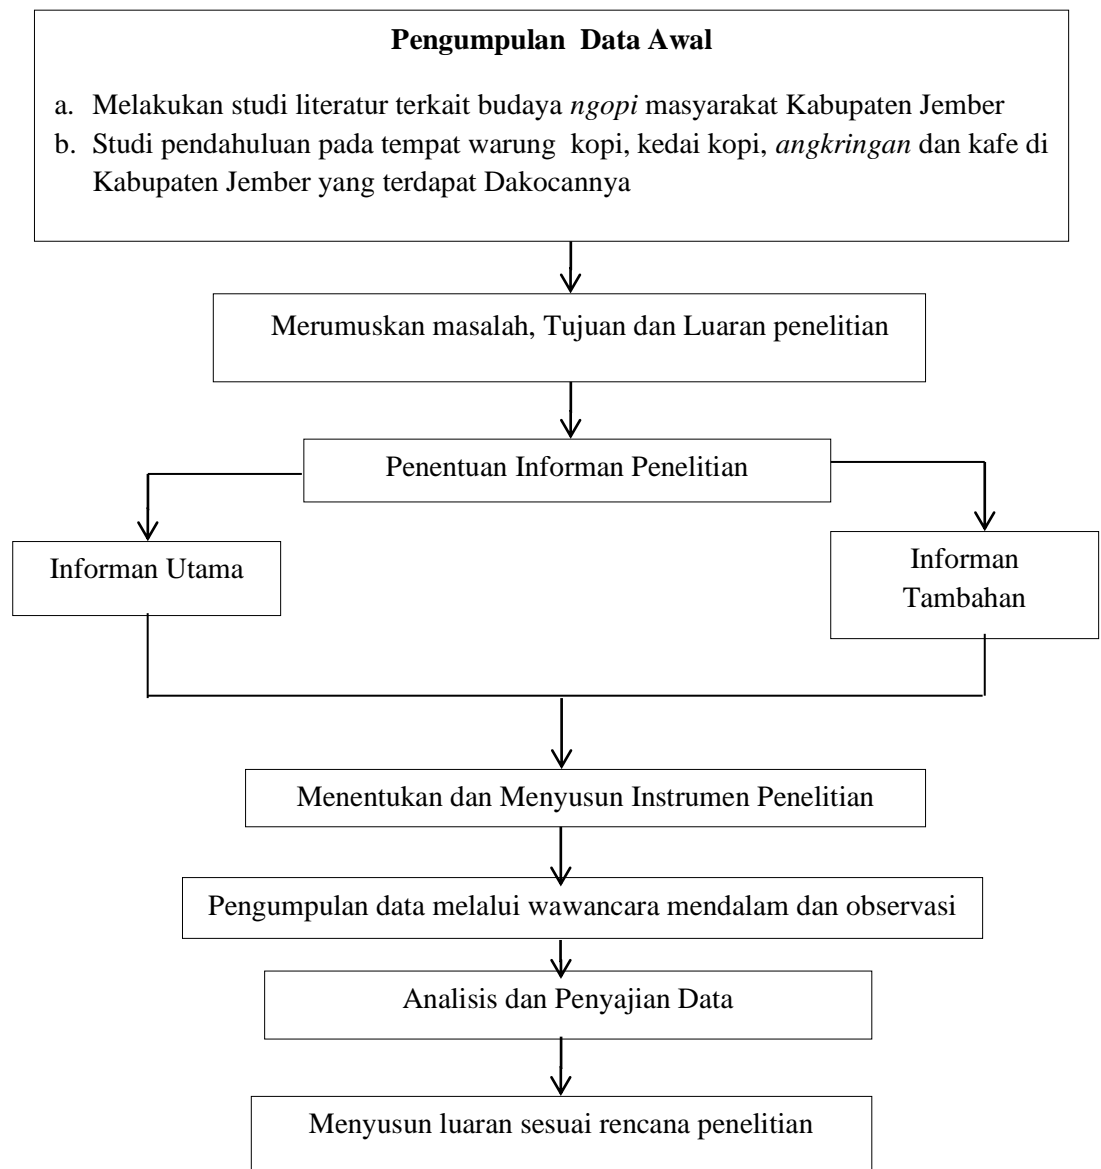 Pengumpulan Data Awal
a. Melakukan studi literatur terkait budaya ngopi masyarakat Kabupaten Jember
b. Studi pendahuluan pada tempat warung kopi, kedai kopi, angkringan dan kafe di
Kabupaten Jember yang terdapat Dakocannya
Merumuskan masalah, Tujuan dan Luaran penelitian
Penentuan Informan Penelitian
Informan Utama
Informan
Tambahan
Menentukan dan Menyusun Instrumen Penelitian
Pengumpulan data melalui wawancara mendalam dan observasi
Analisis dan Penyajian Data
Menyusun luaran sesuai rencana penelitian